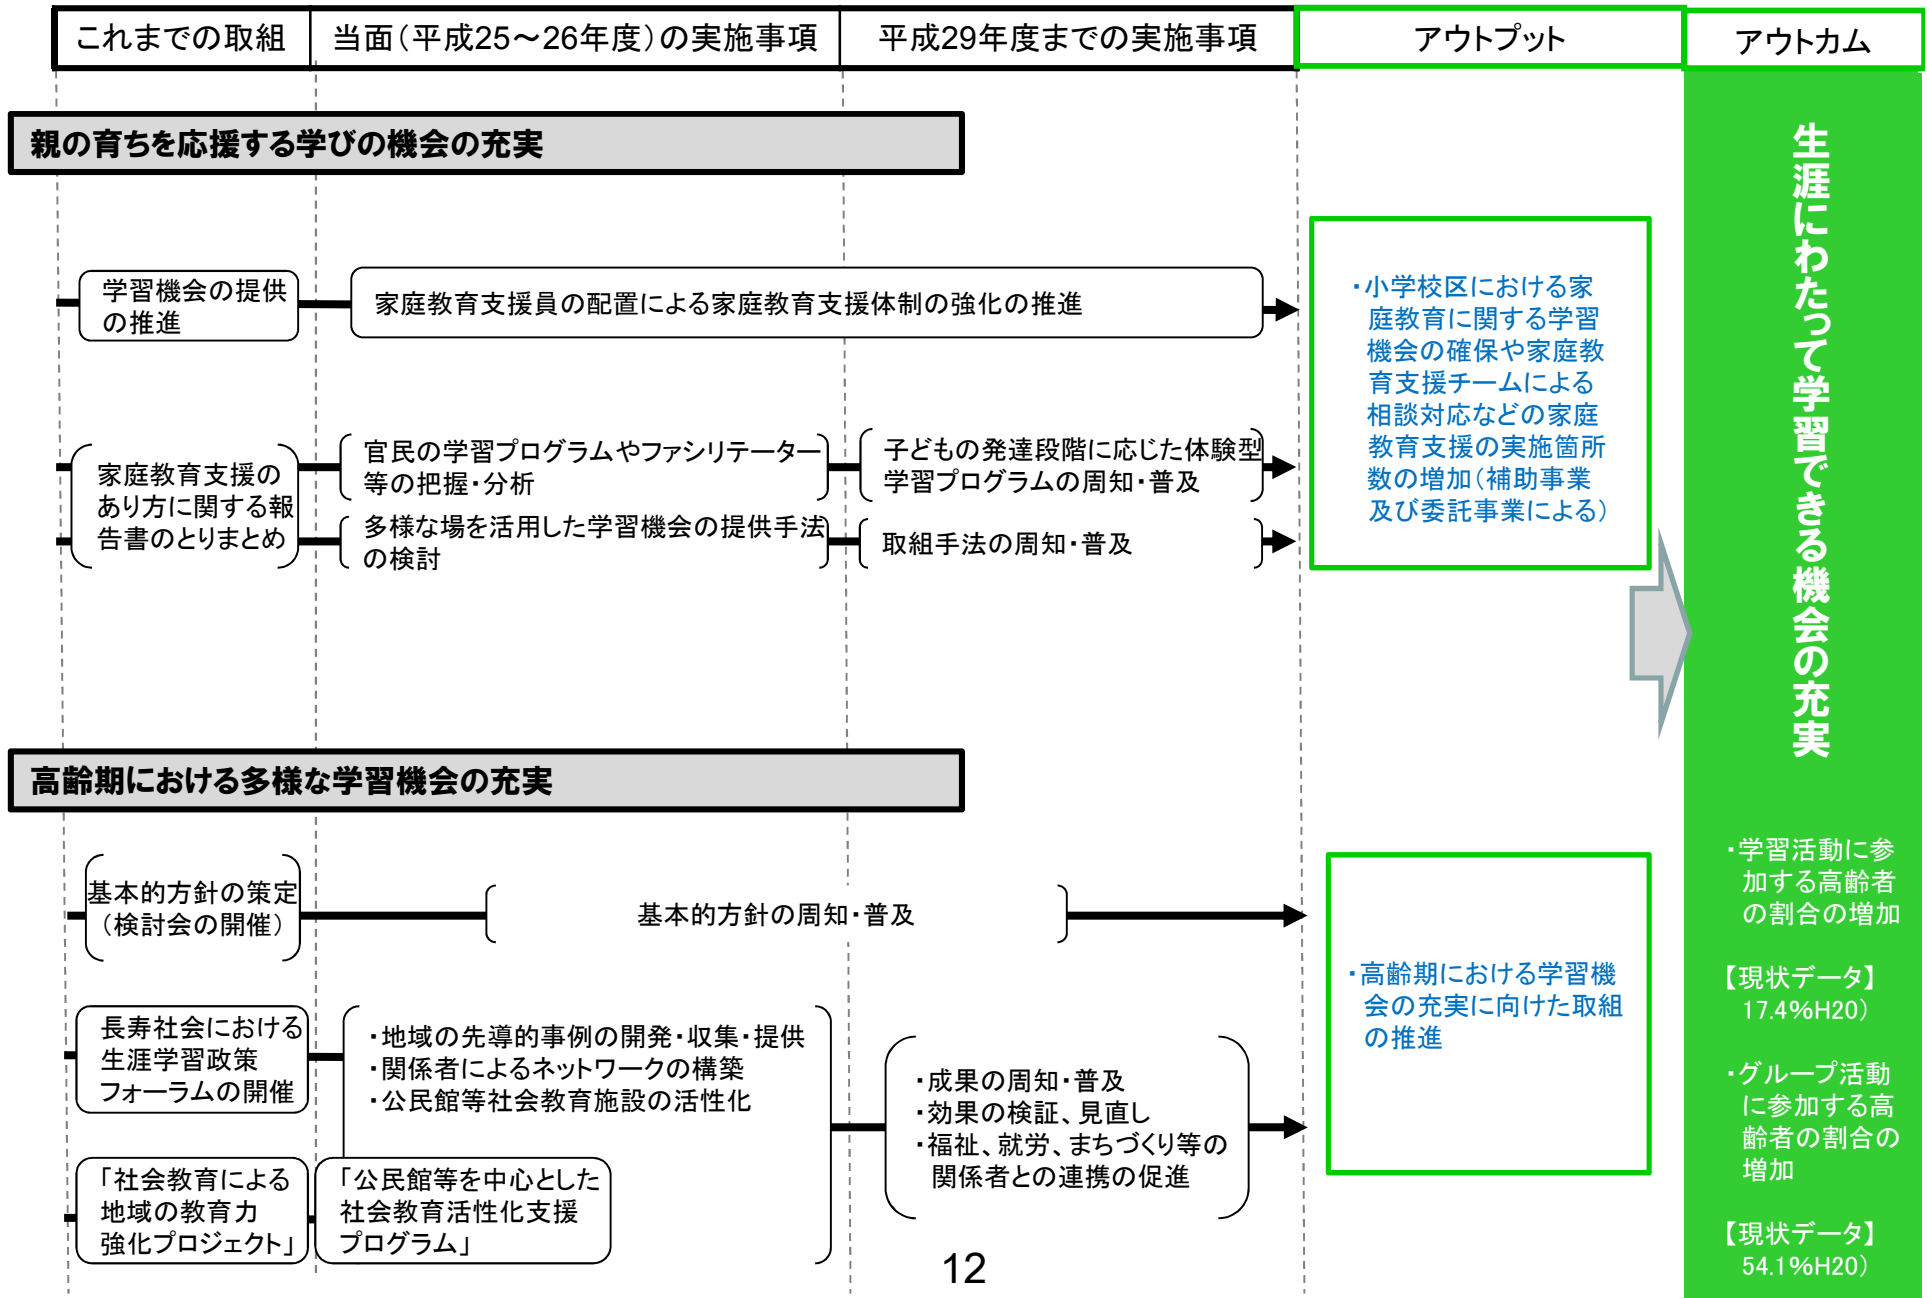 これまでの取組
当面(平成25～26年度)の実施事項
平成29年度までの実施事項
アウトプット
アウトカム
親の育ちを応援する学びの機会の充実
学習機会の提供
の推進
家庭教育支援員の配置による家庭教育支援体制の強化の推進
家庭教育支援の
あり方に関する報
告書のとりまとめ
官民の学習プログラムやファシリテーター
等の把握・分析
子どもの発達段階に応じた体験型
学習プログラムの周知・普及
多様な場を活用した学習機会の提供手法
の検討
取組手法の周知・普及
・小学校区における家
庭教育に関する学習
機会の確保や家庭教
育支援チームによる
相談対応などの家庭
教育支援の実施箇所
数の増加(補助事業
及び委託事業による)
高齢期における多様な学習機会の充実
基本的方針の策定
(検討会の開催)
基本的方針の周知・普及
長寿社会における
生涯学習政策
フォーラムの開催
・地域の先導的事例の開発・収集・提供
・関係者によるネットワークの構築
・公民館等社会教育施設の活性化
「社会教育による
地域の教育力
強化プロジェクト」
「公民館等を中心とした
社会教育活性化支援
プログラム」
・成果の周知・普及
・効果の検証、見直し
・福祉、就労、まちづくり等の
関係者との連携の促進
・高齢期における学習機
会の充実に向けた取組
の推進
生涯にわたって学習できる機会の充実
・学習活動に参
加する高齢者
の割合の増加
【現状データ】
17.4%H20)
・グループ活動
に参加する高
齢者の割合の
増加
【現状データ】
54.1%H20)
12